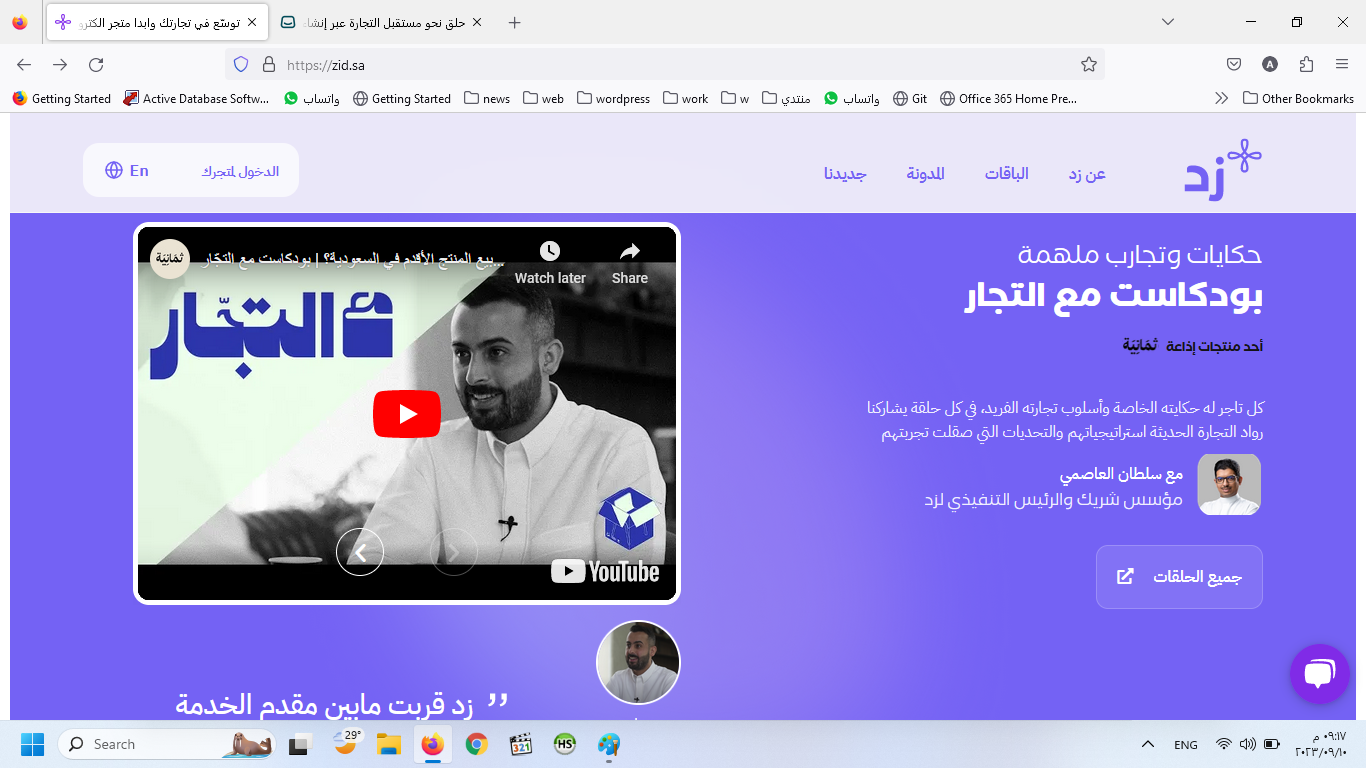 توسّع في تجارتك وابدا متجر الكترو
حلق نحو مستقبل التجارة عبر إنشاء
https://zid.sa
Getting Started
Active Database Softw...
واتساب
Getting Started
news
web
wordpress
work
w
منتدي
واتساب
Git
Office 365 Home Pre...
Other Bookmarks
زد
عن زد
الباقات
المدونة
جديدنا
الدخول لمتجرك
En
حكايات وتجارب ملهمة
بودكاست مع التجار
أحد منتجات إذاعة ثمانية
كل تاجر له حكايته الخاصة وأسلوب تجارته الفريد، في كل حلقة يشاركنا
رواد التجارة الحديثة استراتيجياتهم والتحديات التي صقلت تجربتهم
مع سلطان العاصمي
مؤسس شريك والرئيس التنفيذي لزد
جميع الحلقات
ثمانية
بيع المنتج الأقدم في السعودية؟ | بودكاست مع التجّار...
Watch later
Share
مع التجّار
YouTube
زد قربت مابين مقدم الخدمة
Search
29°
321
HS
ENG
٠٩:١٧ م
٢٠٢٣/٠٩/١٠